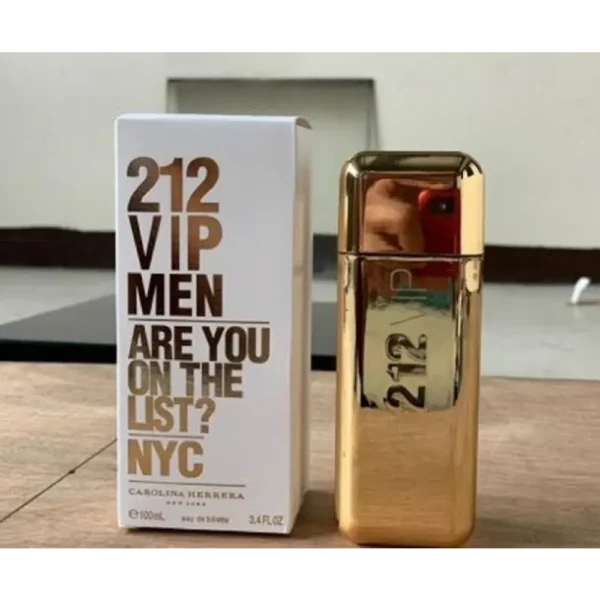 212
VIP
MEN
ARE YOU
ON THE
LIST?
NYC
CAROLINA HERRERA
NEW YORK
℮100mL eau de toilette 3.4 FL.OZ
212 VIP